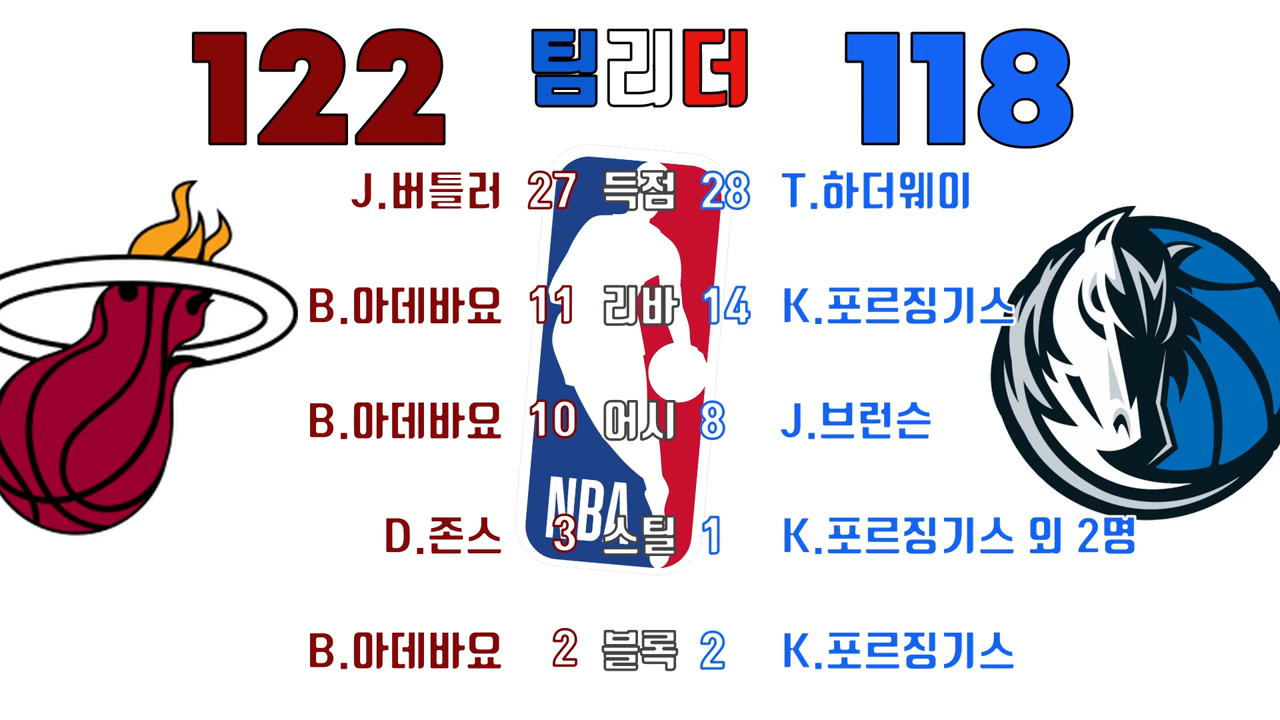 122 팀리더 118
J.버틀러 27 득점 28 T.하더웨이
B.아데바요 11 리바 14 K.포르징기스
B.아데바요 10 어시 8 J.브런슨
NBA
D.존스 3 스틸 1 K.포르징기스 외 2명
B.아데바요 2 블록 2 K.포르징기스